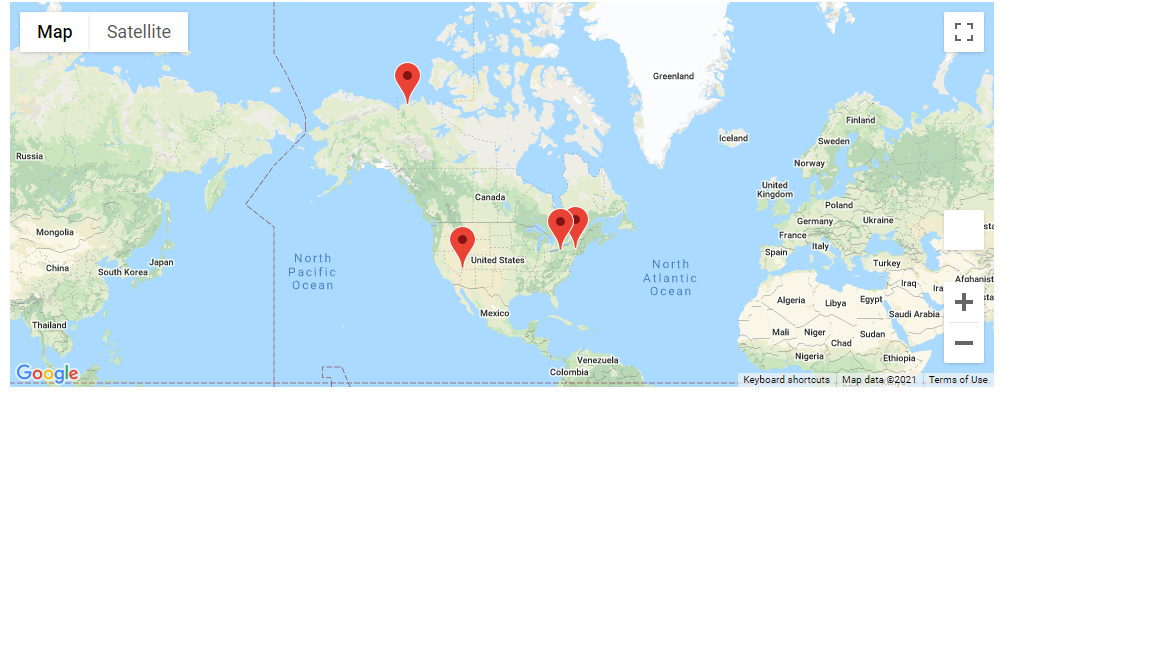 Map
Satellite
Greenland
Iceland
Finland
Sweden
Norway
Russia
Canada
United
Kingdom
Poland
Germany
Ukraine
France
Italy
Spain
Turkey
Mongolia
China
South Korea
Japan
North
Pacific
Ocean
United States
North
Atlantic
Ocean
Mexico
Iraq
Ira
Afghanist
sta
sta
Algeria
Libya
Egypt
Saudi Arabia
Thailand
Mali
Niger
Chad
Sudan
Nigeria
Ethiopia
Venezuela
Colombia
Google
Keyboard shortcuts
Map data ©2021
Terms of Use